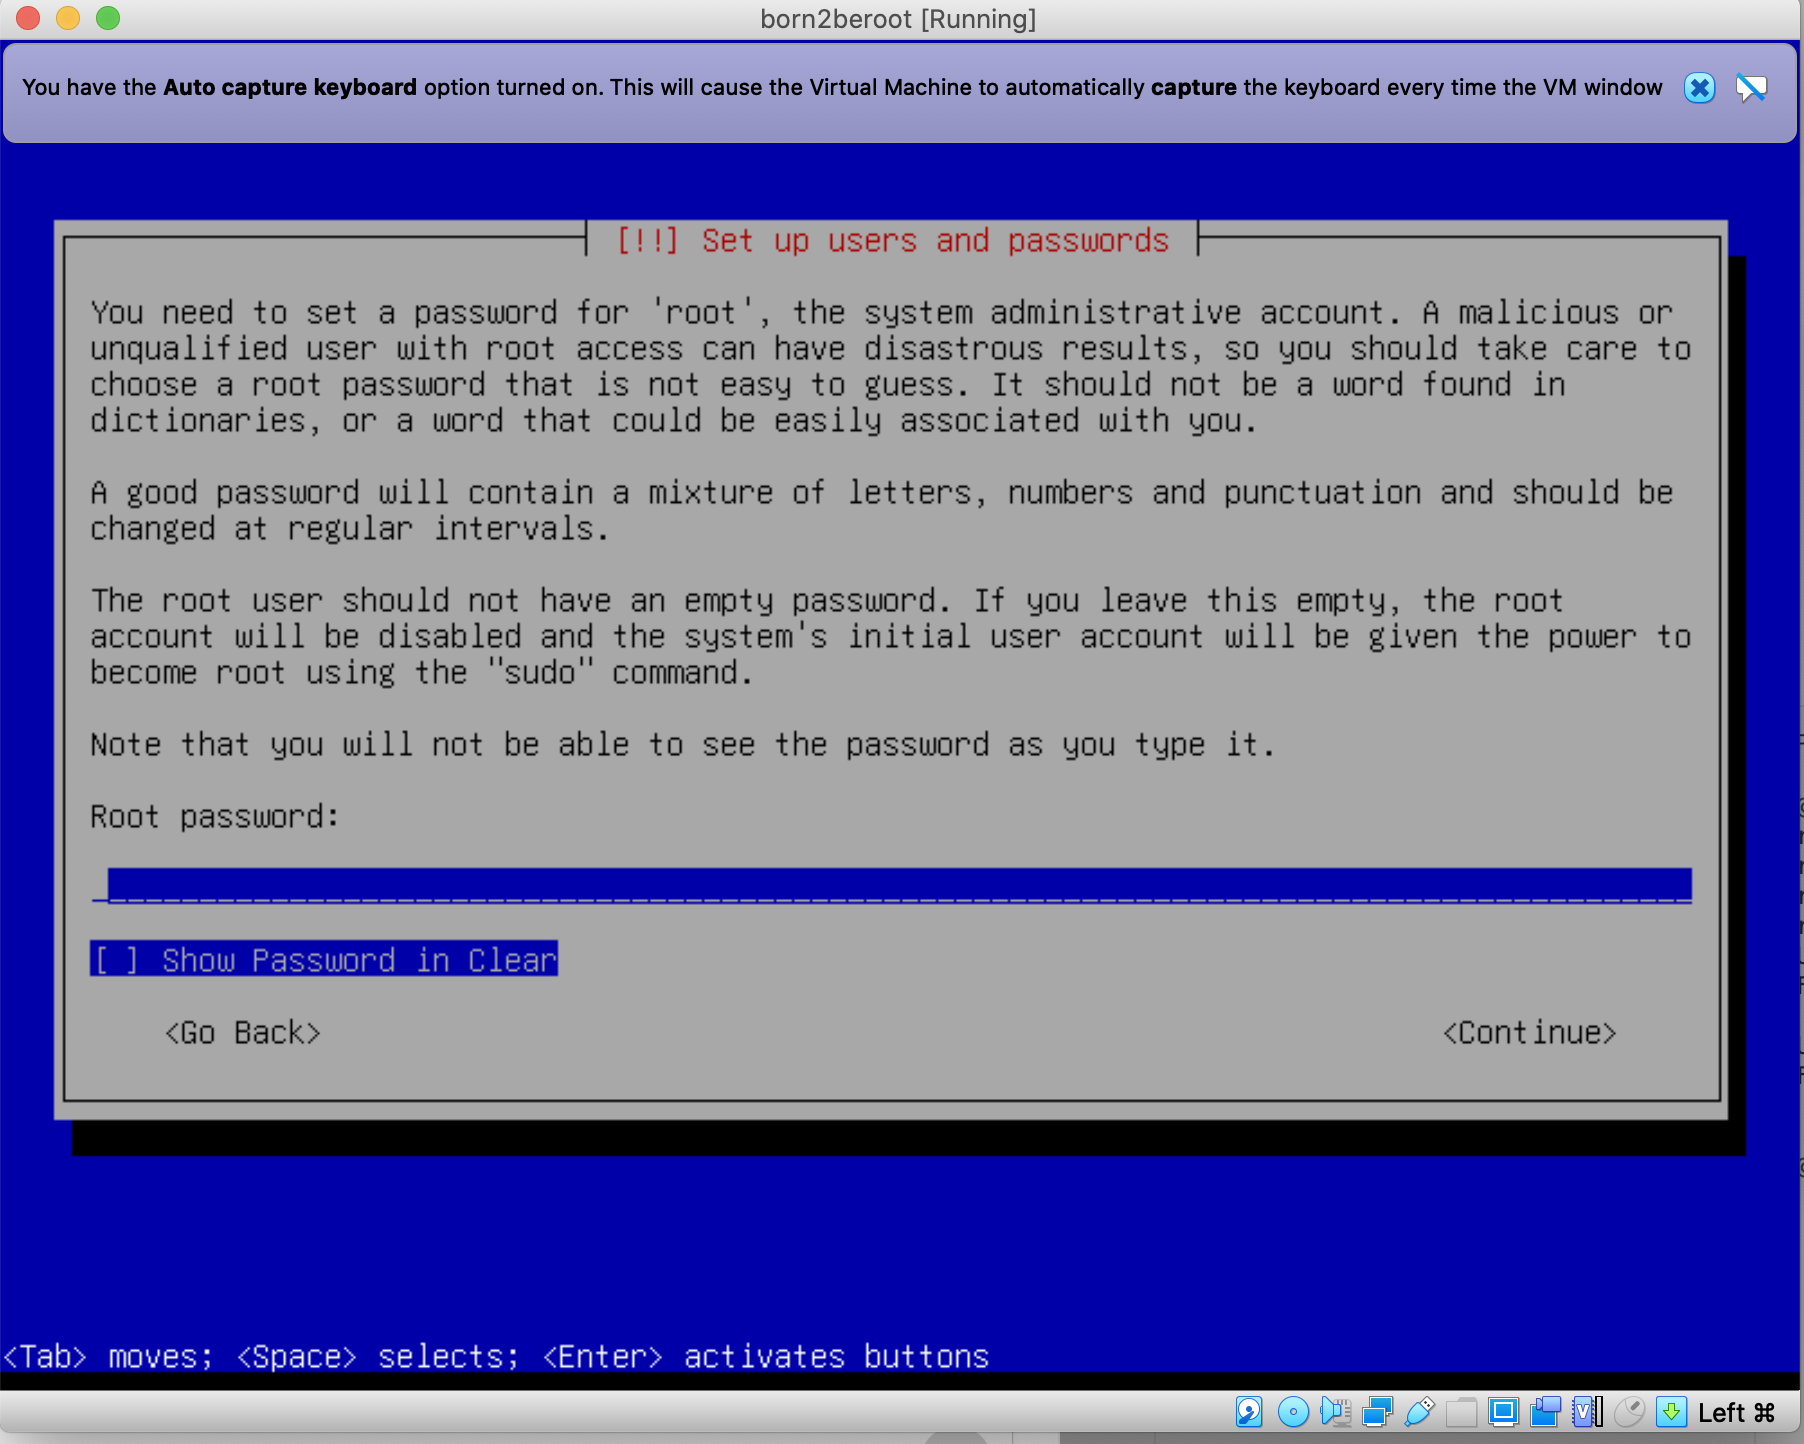 born2beroot [Running]
You have the Auto capture keyboard option turned on. This will cause the Virtual Machine to automatically capture the keyboard every time the VM window
[!!] Set up users and passwords
You need to set a password for 'root', the system administrative account. A malicious or
unqualified user with root access can have disastrous results, so you should take care to
choose a root password that is not easy to guess. It should not be a word found in
dictionaries, or a word that could be easily associated with you.
A good password will contain a mixture of letters, numbers and punctuation and should be
changed at regular intervals.
The root user should not have an empty password. If you leave this empty, the root
account will be disabled and the system's initial user account will be given the power to
become root using the "sudo" command.
Note that you will not be able to see the password as you type it.
Root password:
[ ] Show Password in Clear
<Go Back>
<Continue>
<Tab> moves; <Space> selects; <Enter> activates buttons
Left ⌘